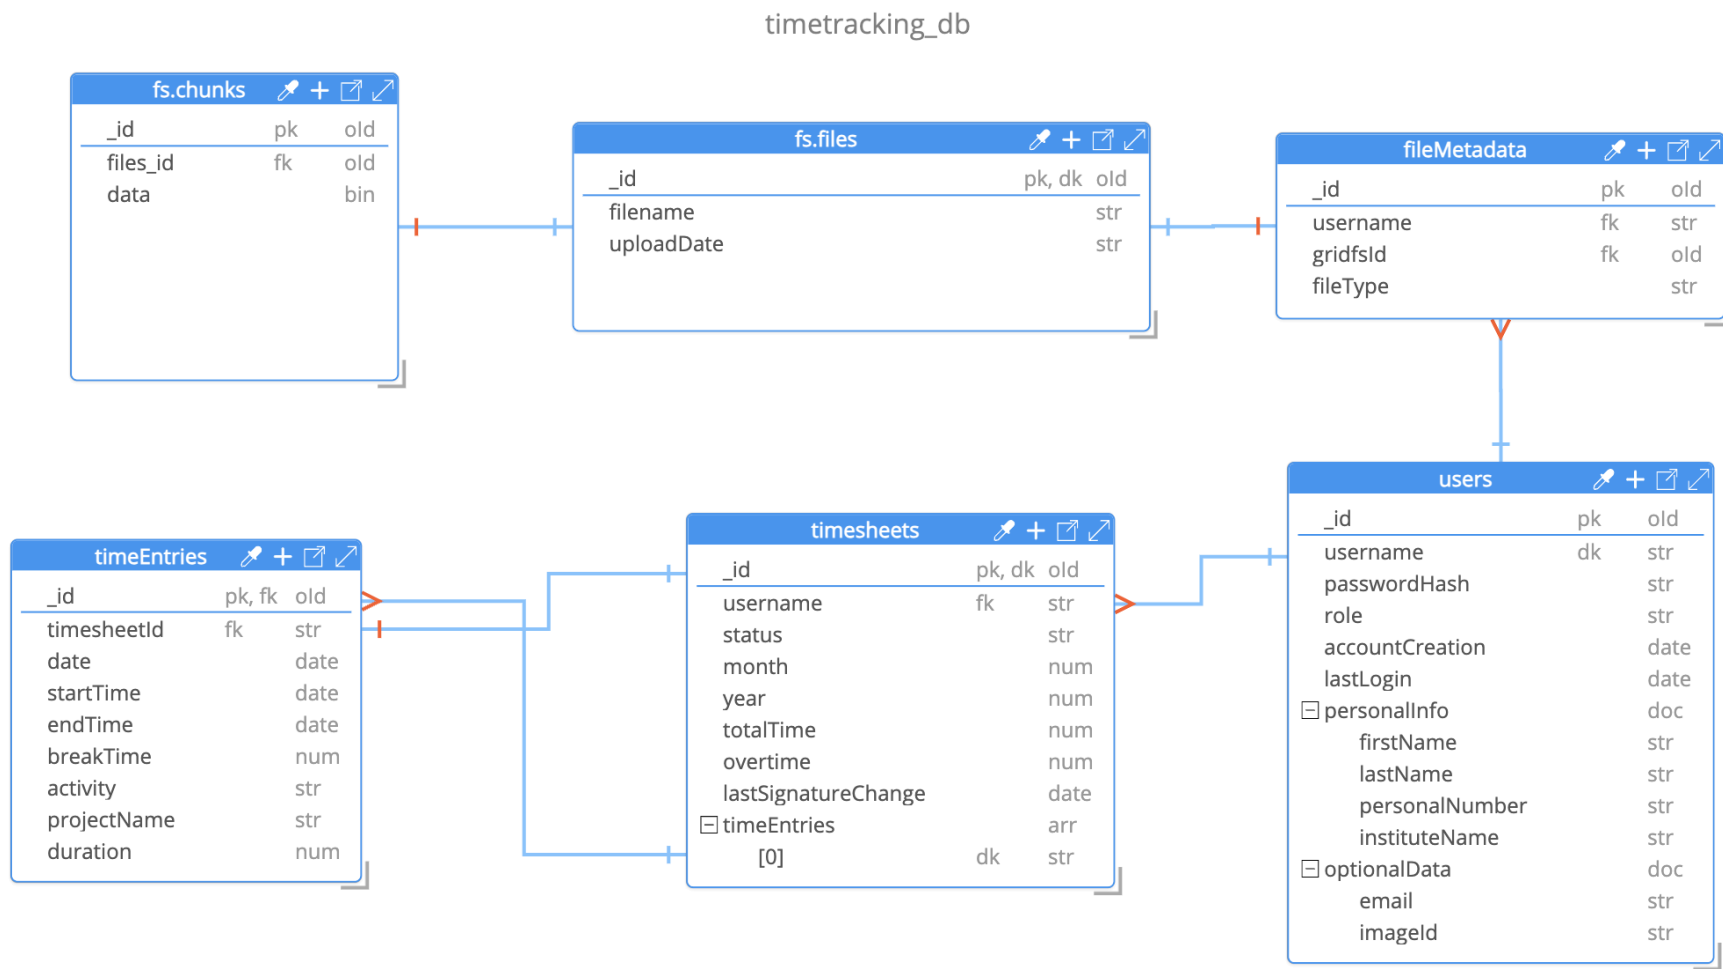 timetracking_db
fs.chunks
_id pk old
files_id fk old
data bin
fs.files
_id pk, dk old
filename str
uploadDate str
fileMetadata
_id pk old
username fk str
gridfsId fk old
fileType str
timeEntries
_id pk, fk old
timesheetId fk str
date date
startTime date
endTime date
breakTime num
activity str
projectName str
duration num
timesheets
_id pk, dk old
username fk str
status str
month num
year num
totalTime num
overtime num
lastSignatureChange date
timeEntries arr
[0] dk str
users
_id pk old
username dk str
passwordHash str
role str
accountCreation date
lastLogin date
personalInfo doc
firstName str
lastName str
personalNumber str
instituteName str
optionalData doc
email str
imageId str